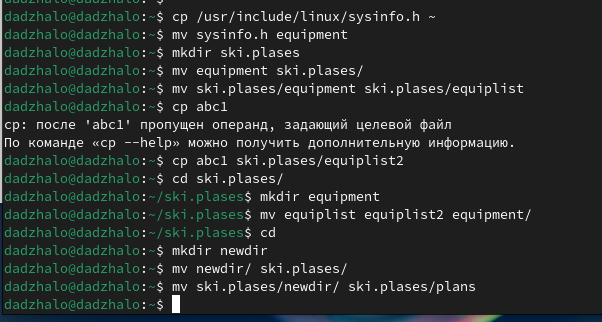 dadzhalo@dadzhalo:~$ cp /usr/include/linux/sysinfo.h ~
dadzhalo@dadzhalo:~$ mv sysinfo.h equipment
dadzhalo@dadzhalo:~$ mkdir ski.plases
dadzhalo@dadzhalo:~$ mv equipment ski.plases/
dadzhalo@dadzhalo:~$ mv ski.plases/equipment ski.plases/equiplist
dadzhalo@dadzhalo:~$ cp abc1
cp: после 'abc1' пропущен операнд, задающий целевой файл
По команде «cp --help» можно получить дополнительную информацию.
dadzhalo@dadzhalo:~$ cp abc1 ski.plases/equiplist2
dadzhalo@dadzhalo:~$ cd ski.plases/
dadzhalo@dadzhalo:~/ski.plases$ mkdir equipment
dadzhalo@dadzhalo:~/ski.plases$ mv equiplist equiplist2 equipment/
dadzhalo@dadzhalo:~/ski.plases$ cd
dadzhalo@dadzhalo:~$ mkdir newdir
dadzhalo@dadzhalo:~$ mv newdir/ ski.plases/
dadzhalo@dadzhalo:~$ mv ski.plases/newdir/ ski.plases/plans
dadzhalo@dadzhalo:~$